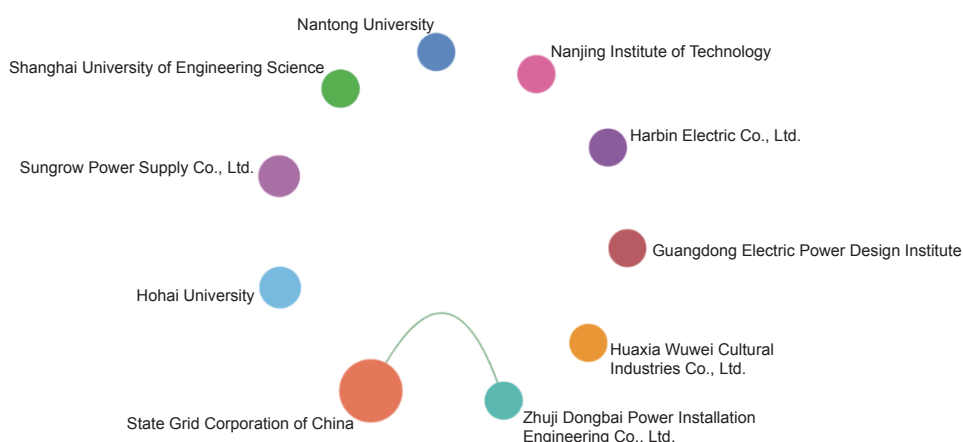 Nantong University
Nanjing Institute of Technology
Shanghai University of Engineering Science
Harbin Electric Co., Ltd.
Sungrow Power Supply Co., Ltd.
Guangdong Electric Power Design Institute
Hohai University
Huaxia Wuwei Cultural
Industries Co., Ltd.
State Grid Corporation of China
Zhuji Dongbai Power Installation
Engineering Co., Ltd.